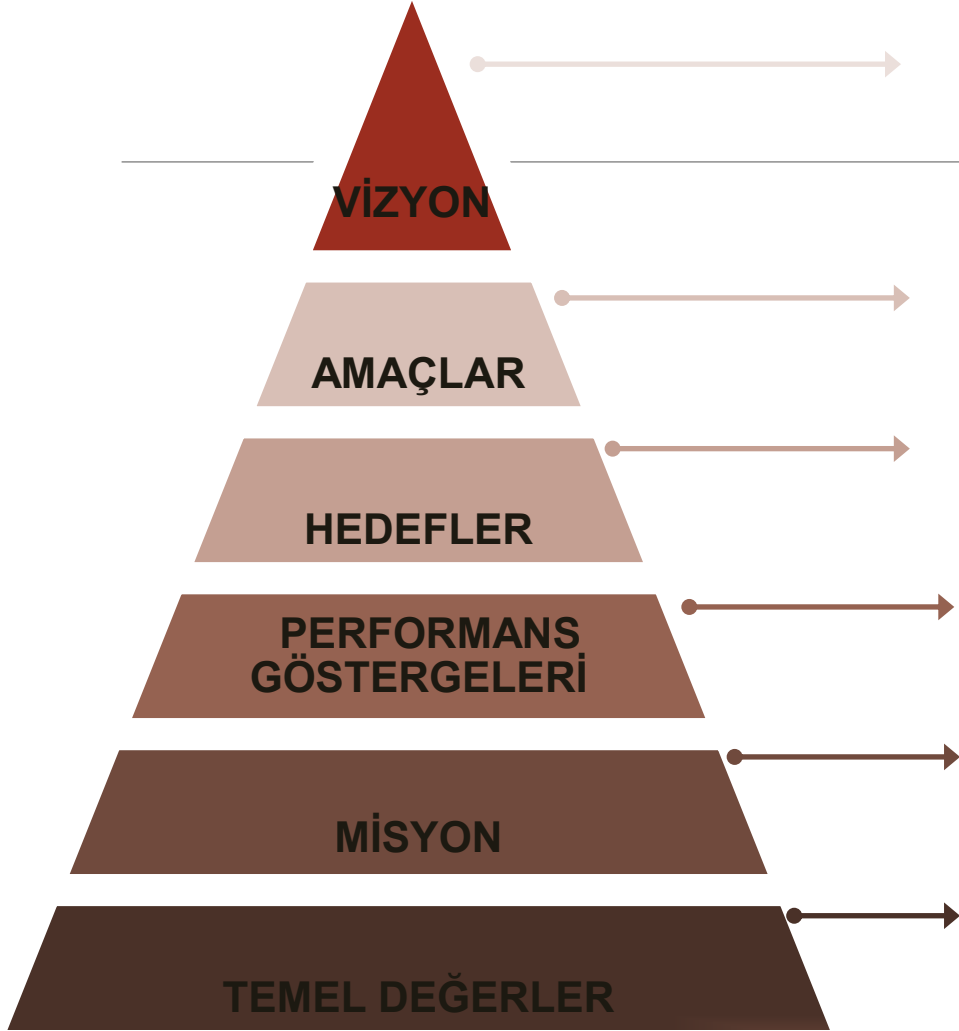 VİZYON
AMAÇLAR
HEDEFLER
PERFORMANS
GÖSTERGELERİ
MİSYON
TEMEL DEĞERLER